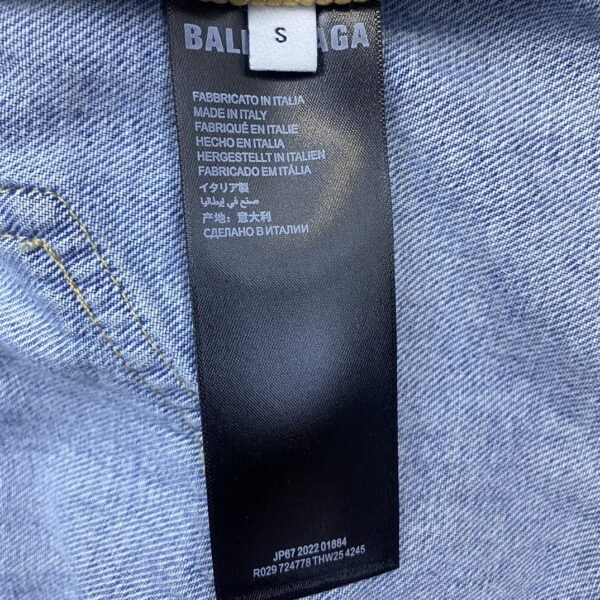 S
BALENCIAGA
FABBRICATO IN ITALIA
MADE IN ITALY
FABRIQUÉ EN ITALIE
HECHO EN ITALIA
HERGESTELLT IN ITALIEN
FABRICADO EM ITÁLIA
イタリア製
صنع في إيطاليا
产地：意大利
СДЕЛАНО В ИТАЛИИ
JP67 2022 01884
R029 724778 THW25 4245